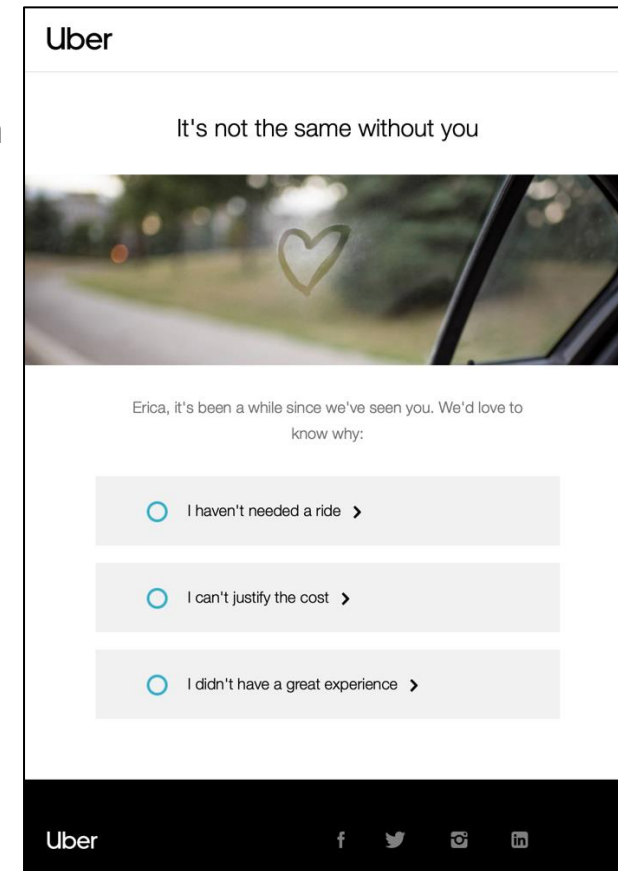 Uber
It's not the same without you
Erica, it's been a while since we've seen you. We'd love to
know why:
I haven't needed a ride
I can't justify the cost
I didn't have a great experience
Uber